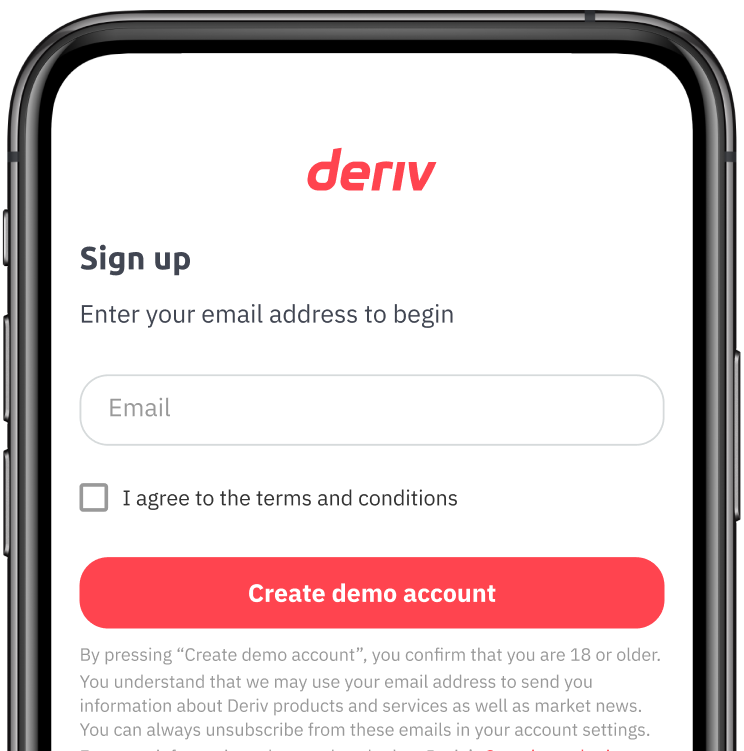 deriv
Sign up
Enter your email address to begin
Email
I agree to the terms and conditions
Create demo account
By pressing “Create demo account”, you confirm that you are 18 or older.
You understand that we may use your email address to send you
information about Deriv products and services as well as market news.
You can always unsubscribe from these emails in your account settings.